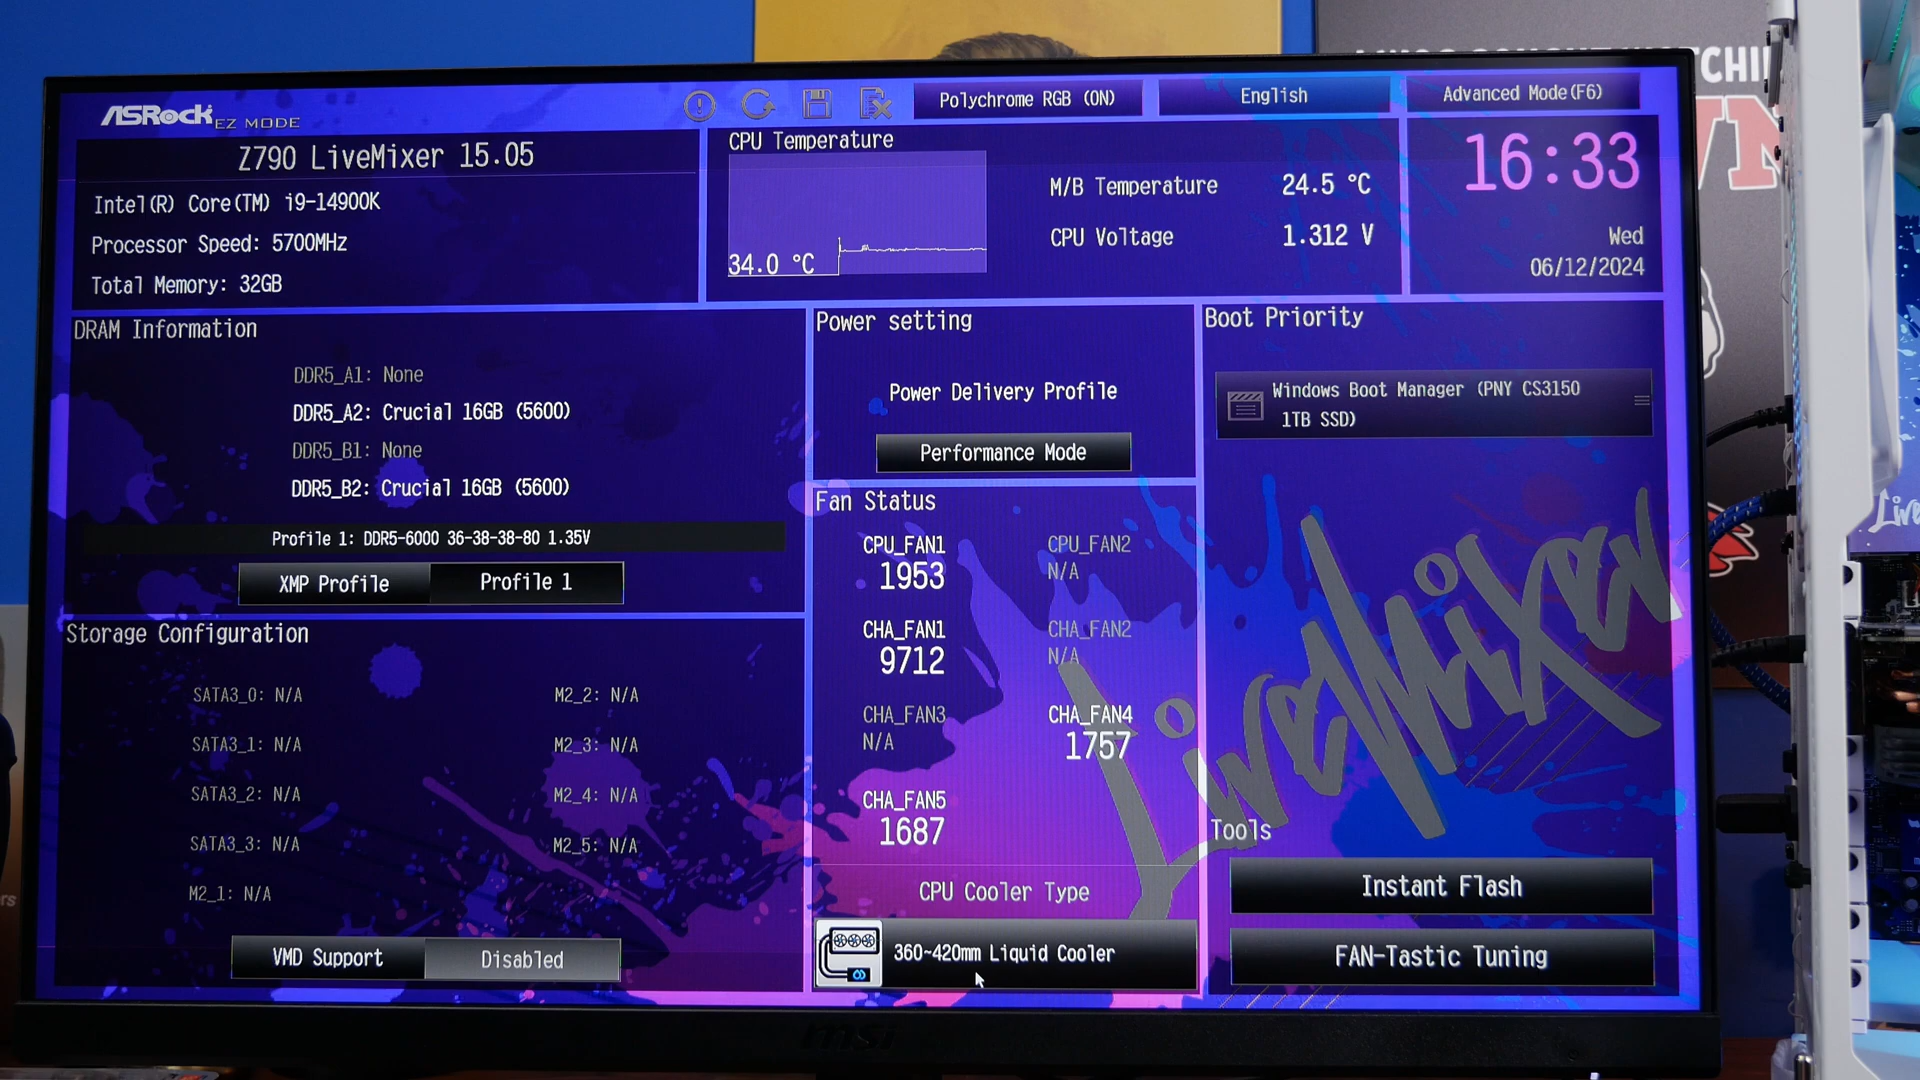 ASRock EZ MODE
Polychrome RGB (ON)
English
Advanced Mode(F6)
Z790 LiveMixer 15.05
Intel(R) Core(TM) i9-14900K
Processor Speed: 5700MHz
Total Memory: 32GB
CPU Temperature
34.0 °C
M/B Temperature 24.5 °C
CPU Voltage 1.312 V
16:33
Wed
06/12/2024
DRAM Information
DDR5_A1: None
DDR5_A2: Crucial 16GB (5600)
DDR5_B1: None
DDR5_B2: Crucial 16GB (5600)
Profile 1: DDR5-6000 36-38-38-80 1.35V
XMP Profile Profile 1
Storage Configuration
SATA3_0: N/A M2_2: N/A
SATA3_1: N/A M2_3: N/A
SATA3_2: N/A M2_4: N/A
SATA3_3: N/A M2_5: N/A
M2_1: N/A
VMD Support Disabled
Power setting
Power Delivery Profile
Performance Mode
Fan Status
CPU_FAN1 CPU_FAN2
1953 N/A
CHA_FAN1 CHA_FAN2
9712 N/A
CHA_FAN3 CHA_FAN4
N/A 1757
CHA_FAN5
1687
CPU Cooler Type
360~420mm Liquid Cooler
Boot Priority
Windows Boot Manager (PNY CS3150
1TB SSD)
LiveMixer
Tools
Instant Flash
FAN-Tastic Tuning
msi